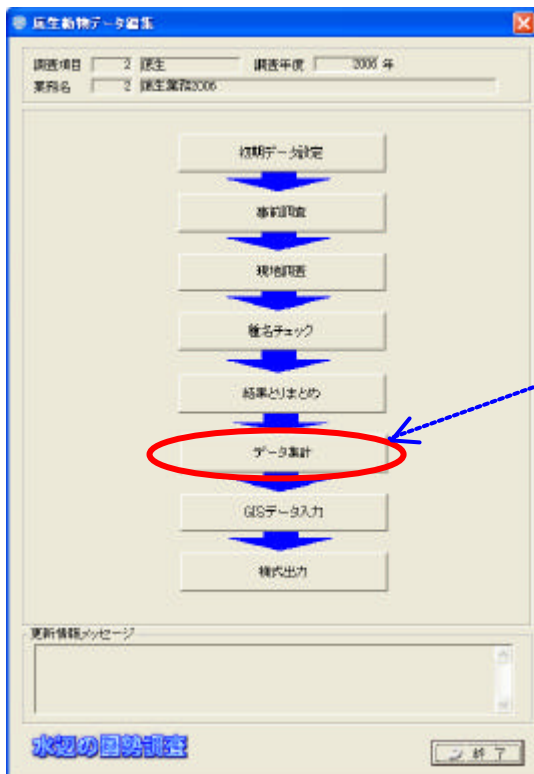 底生動物データ編集
調査項目 2 底生 調査年度 2006 年
業務名 2 底生業務2006
初期データ設定
事前調査
現地調査
種名チェック
結果とりまとめ
データ集計
GISデータ入力
様式出力
更新情報メッセージ
水辺の国勢調査
終了